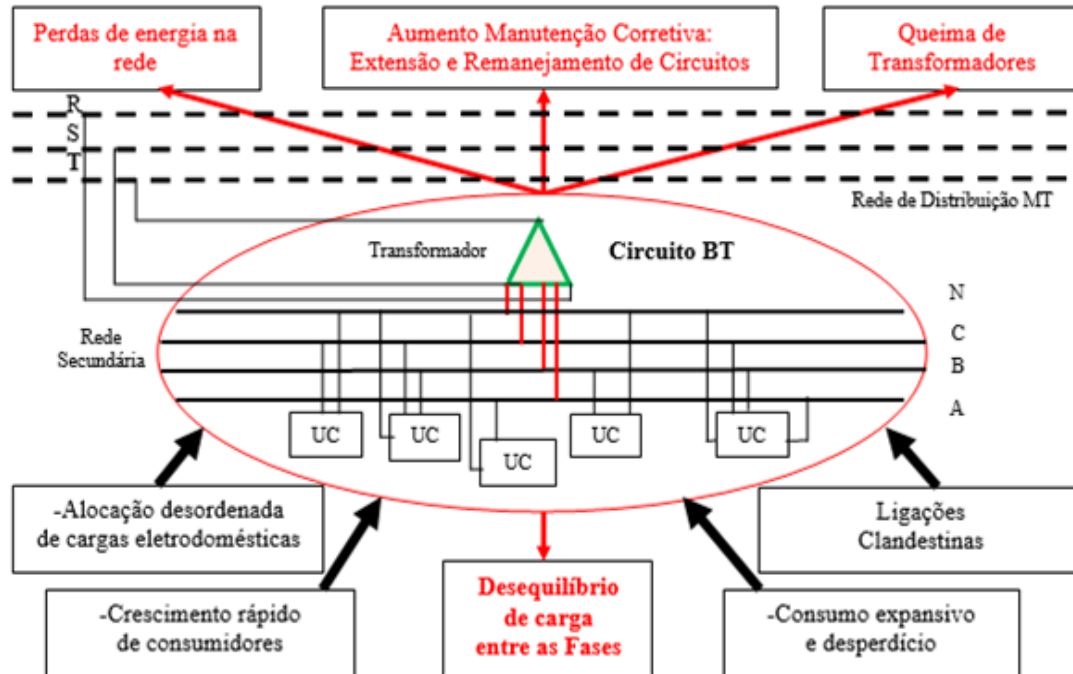 Perdas de energia na
rede
Aumento Manutenção Corretiva:
Extensão e Remanejamento de Circuitos
Queima de
Transformadores
R
S
T
Rede de Distribuição MT
Transformador
Circuito BT
N
C
B
A
Rede
Secundária
UC
UC
UC
UC
UC
-Alocação desordenada
de cargas eletrodomésticas
Ligações
Clandestinas
-Crescimento rápido
de consumidores
Desequilíbrio
de carga
entre as Fases
-Consumo expansivo
e desperdício